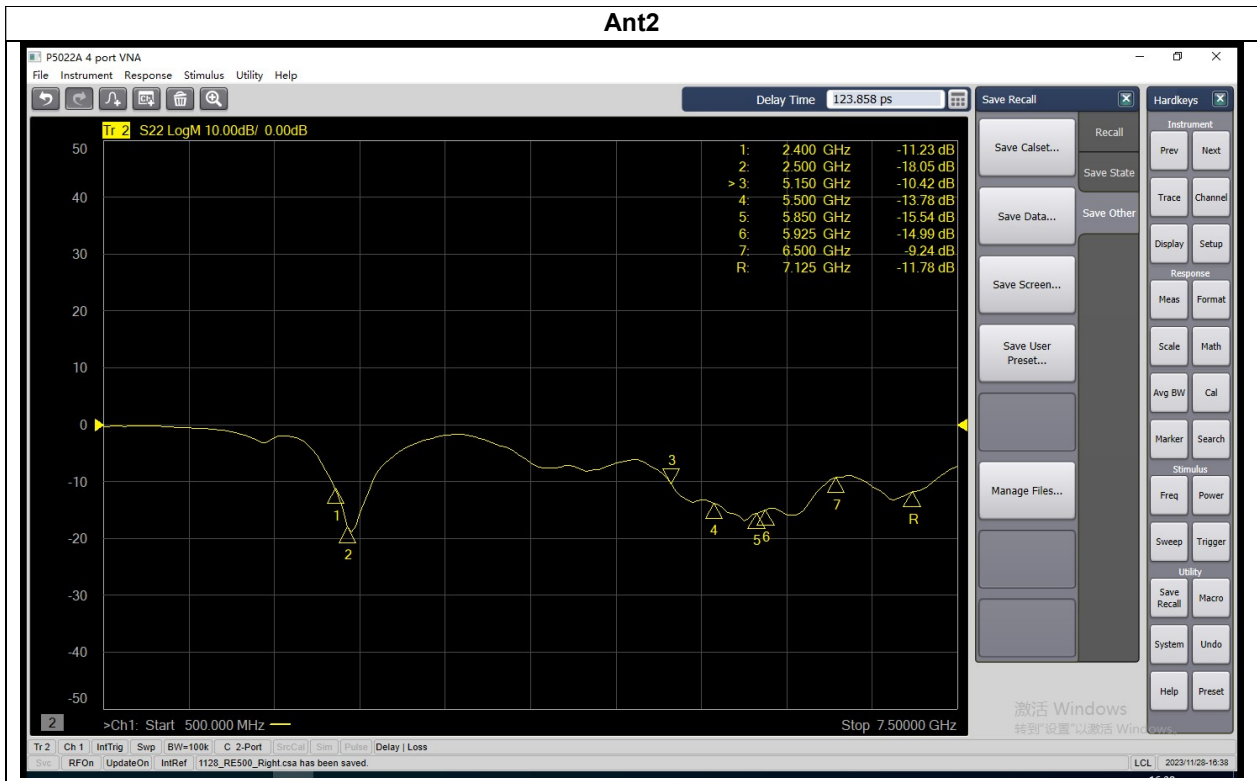 Ant2
P5022A 4 port VNA
File Instrument Response Stimulus Utility Help
Delay Time 123.858 ps
Tr 2 S22 LogM 10.00dB/ 0.00dB
1: 2.400 GHz -11.23 dB
2: 2.500 GHz -18.05 dB
> 3: 5.150 GHz -10.42 dB
4: 5.500 GHz -13.78 dB
5: 5.850 GHz -15.54 dB
6: 5.925 GHz -14.99 dB
7: 6.500 GHz -9.24 dB
R: 7.125 GHz -11.78 dB
50
40
30
20
10
0
-10
-20
-30
-40
-50
1
2
3
4
5
6
7
R
2
>Ch1: Start 500.000 MHz
Stop 7.50000 GHz
Save Recall
Save Calset...
Save Data...
Save Screen...
Save User
Preset...
Manage Files...
Recall
Save State
Save Other
Hardkeys
Instrument
Prev Next
Trace Channel
Display Setup
Response
Meas Format
Scale Math
Avg BW Cal
Marker Search
Stimulus
Freq Power
Sweep Trigger
Utility
Save
Recall Macro
System Undo
Help Preset
激活 Windows
转到"设置"以激活 Windows。
Tr 2 Ch 1 IntTrig Swp BW=100k C 2-Port SrcCal Sim Pulse Delay | Loss
Svc RFOn UpdateOn IntRef 1128_RE500_Right.csa has been saved. LCL 2023/11/28-16:38